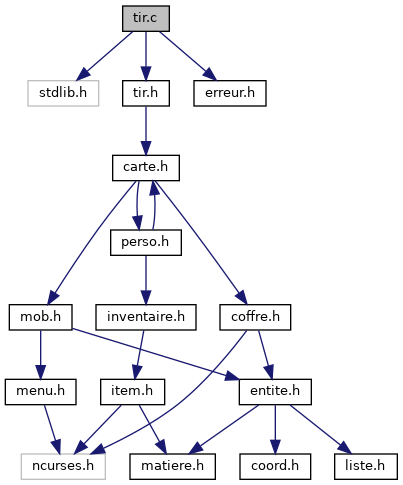 tir.c
stdlib.h
tir.h
erreur.h
carte.h
perso.h
mob.h
inventaire.h
coffre.h
menu.h
item.h
entite.h
ncurses.h
matiere.h
coord.h
liste.h